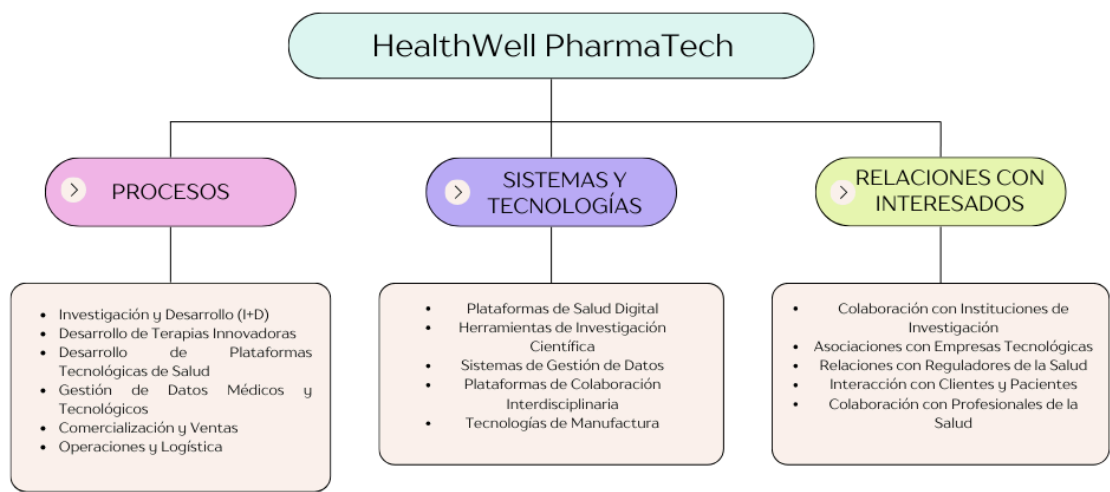 HealthWell PharmaTech
PROCESOS
SISTEMAS Y
TECNOLOGÍAS
RELACIONES CON
INTERESADOS
• Investigación y Desarrollo (I+D)
• Desarrollo de Terapias Innovadoras
• Desarrollo de Plataformas
Tecnológicas de Salud
• Gestión de Datos Médicos y
Tecnológicos
• Comercialización y Ventas
• Operaciones y Logística
• Plataformas de Salud Digital
• Herramientas de Investigación
Científica
• Sistemas de Gestión de Datos
• Plataformas de Colaboración
Interdisciplinaria
• Tecnologías de Manufactura
• Colaboración con Instituciones de
Investigación
• Asociaciones con Empresas Tecnológicas
• Relaciones con Reguladores de la Salud
• Interacción con Clientes y Pacientes
• Colaboración con Profesionales de la
Salud